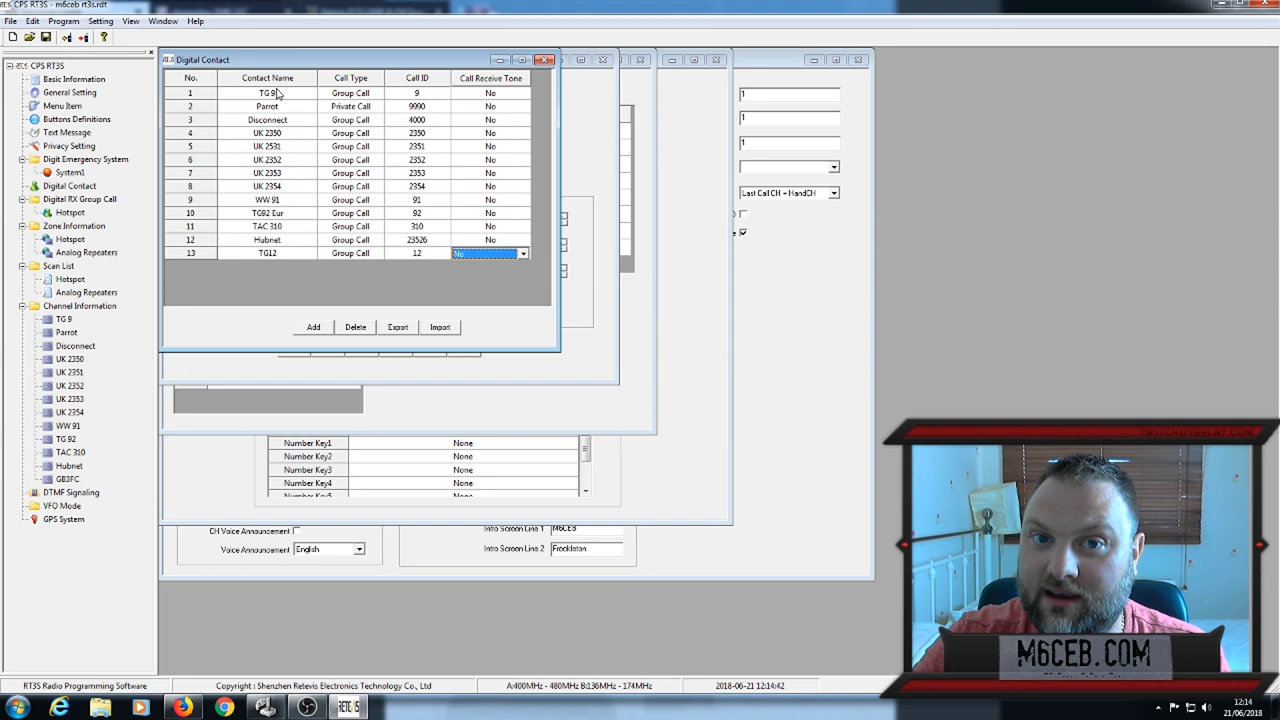 CPS RT3S - m6ceb rt3s.rdt
File Edit Program Setting View Window Help
CPS RT3S
Basic Information
General Setting
Menu Item
Buttons Definitions
Text Message
Privacy Setting
Digit Emergency System
System1
Digital Contact
Digital RX Group Call
Hotspot
Zone Information
Hotspot
Analog Repeaters
Scan List
Hotspot
Analog Repeaters
Channel Information
TG 9
Parrot
Disconnect
UK 2350
UK 2351
UK 2352
UK 2353
UK 2354
WW 91
TG 92
TAC 310
Hubnet
GB3FC
DTMF Signaling
VFO Mode
GPS System
Digital Contact
No. Contact Name Call Type Call ID Call Receive Tone
1 TG 9 Group Call 9 No
2 Parrot Private Call 9990 No
3 Disconnect Group Call 4000 No
4 UK 2350 Group Call 2350 No
5 UK 2531 Group Call 2351 No
6 UK 2352 Group Call 2352 No
7 UK 2353 Group Call 2353 No
8 UK 2354 Group Call 2354 No
9 WW 91 Group Call 91 No
10 TG92 Eur Group Call 92 No
11 TAC 310 Group Call 310 No
12 Hubnet Group Call 23526 No
13 TG12 Group Call 12 No
Add Delete Export Import
1
1
1
Last Call CH + HandCH
Number Key1 None
Number Key2 None
Number Key3 None
Number Key4 None
Number Key5 None
CH Voice Announcement
Voice Announcement English
Intro Screen Line 1 M6CEB
Intro Screen Line 2 Freckleton
TWITCHOVERLAY.COM
M6CEB.COM
RT3S Radio Programming Software
Copyright : Shenzhen Retevis Electronics Technology Co., Ltd
A:400MHz - 480MHz B:136MHz - 174MHz
2018-06-21 12:14:42
RETEVIS
12:14
21/06/2018